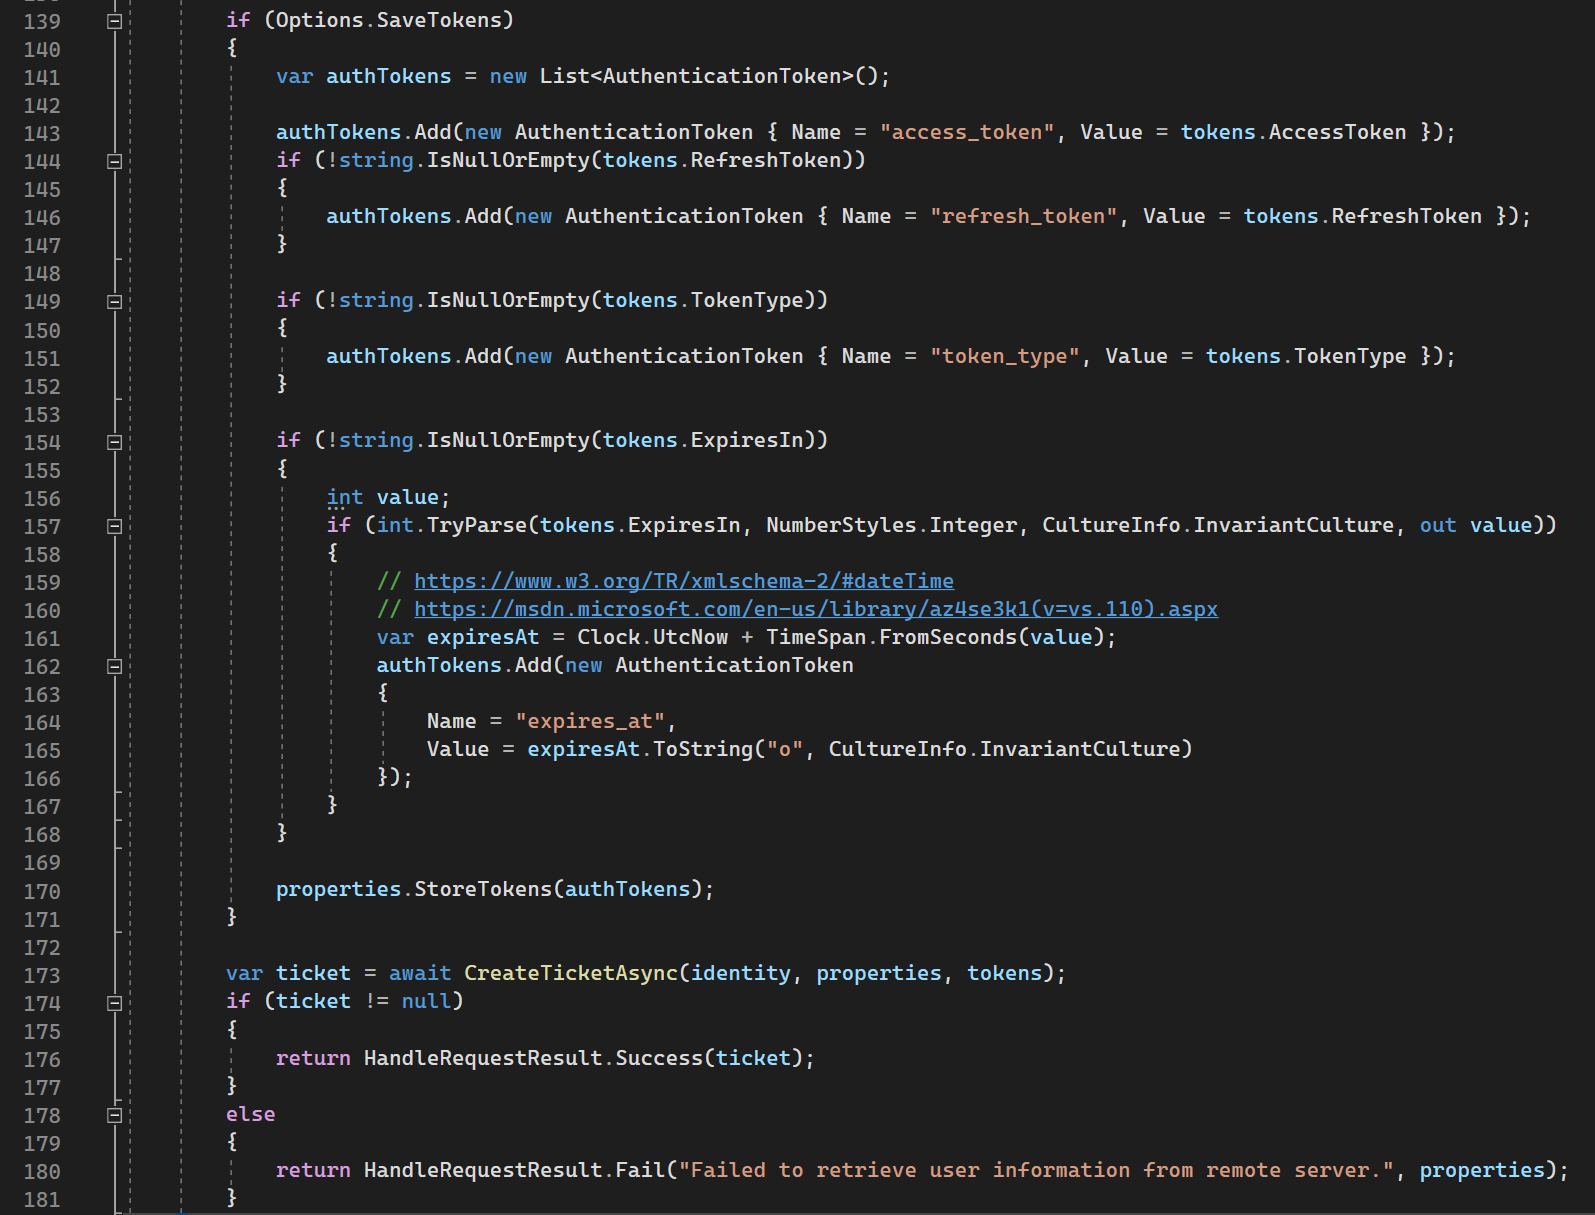 139 if (Options.SaveTokens)
140 {
141 var authTokens = new List<AuthenticationToken>();
142
143 authTokens.Add(new AuthenticationToken { Name = "access_token", Value = tokens.AccessToken });
144 if (!string.IsNullOrEmpty(tokens.RefreshToken))
145 {
146 authTokens.Add(new AuthenticationToken { Name = "refresh_token", Value = tokens.RefreshToken });
147 }
148
149 if (!string.IsNullOrEmpty(tokens.TokenType))
150 {
151 authTokens.Add(new AuthenticationToken { Name = "token_type", Value = tokens.TokenType });
152 }
153
154 if (!string.IsNullOrEmpty(tokens.ExpiresIn))
155 {
156 int value;
157 if (int.TryParse(tokens.ExpiresIn, NumberStyles.Integer, CultureInfo.InvariantCulture, out value))
158 {
159 // https://www.w3.org/TR/xmlschema-2/#dateTime
160 // https://msdn.microsoft.com/en-us/library/az4se3k1(v=vs.110).aspx
161 var expiresAt = Clock.UtcNow + TimeSpan.FromSeconds(value);
162 authTokens.Add(new AuthenticationToken
163 {
164 Name = "expires_at",
165 Value = expiresAt.ToString("o", CultureInfo.InvariantCulture)
166 });
167 }
168 }
169
170 properties.StoreTokens(authTokens);
171 }
172
173 var ticket = await CreateTicketAsync(identity, properties, tokens);
174 if (ticket != null)
175 {
176 return HandleRequestResult.Success(ticket);
177 }
178 else
179 {
180 return HandleRequestResult.Fail("Failed to retrieve user information from remote server.", properties);
181 }